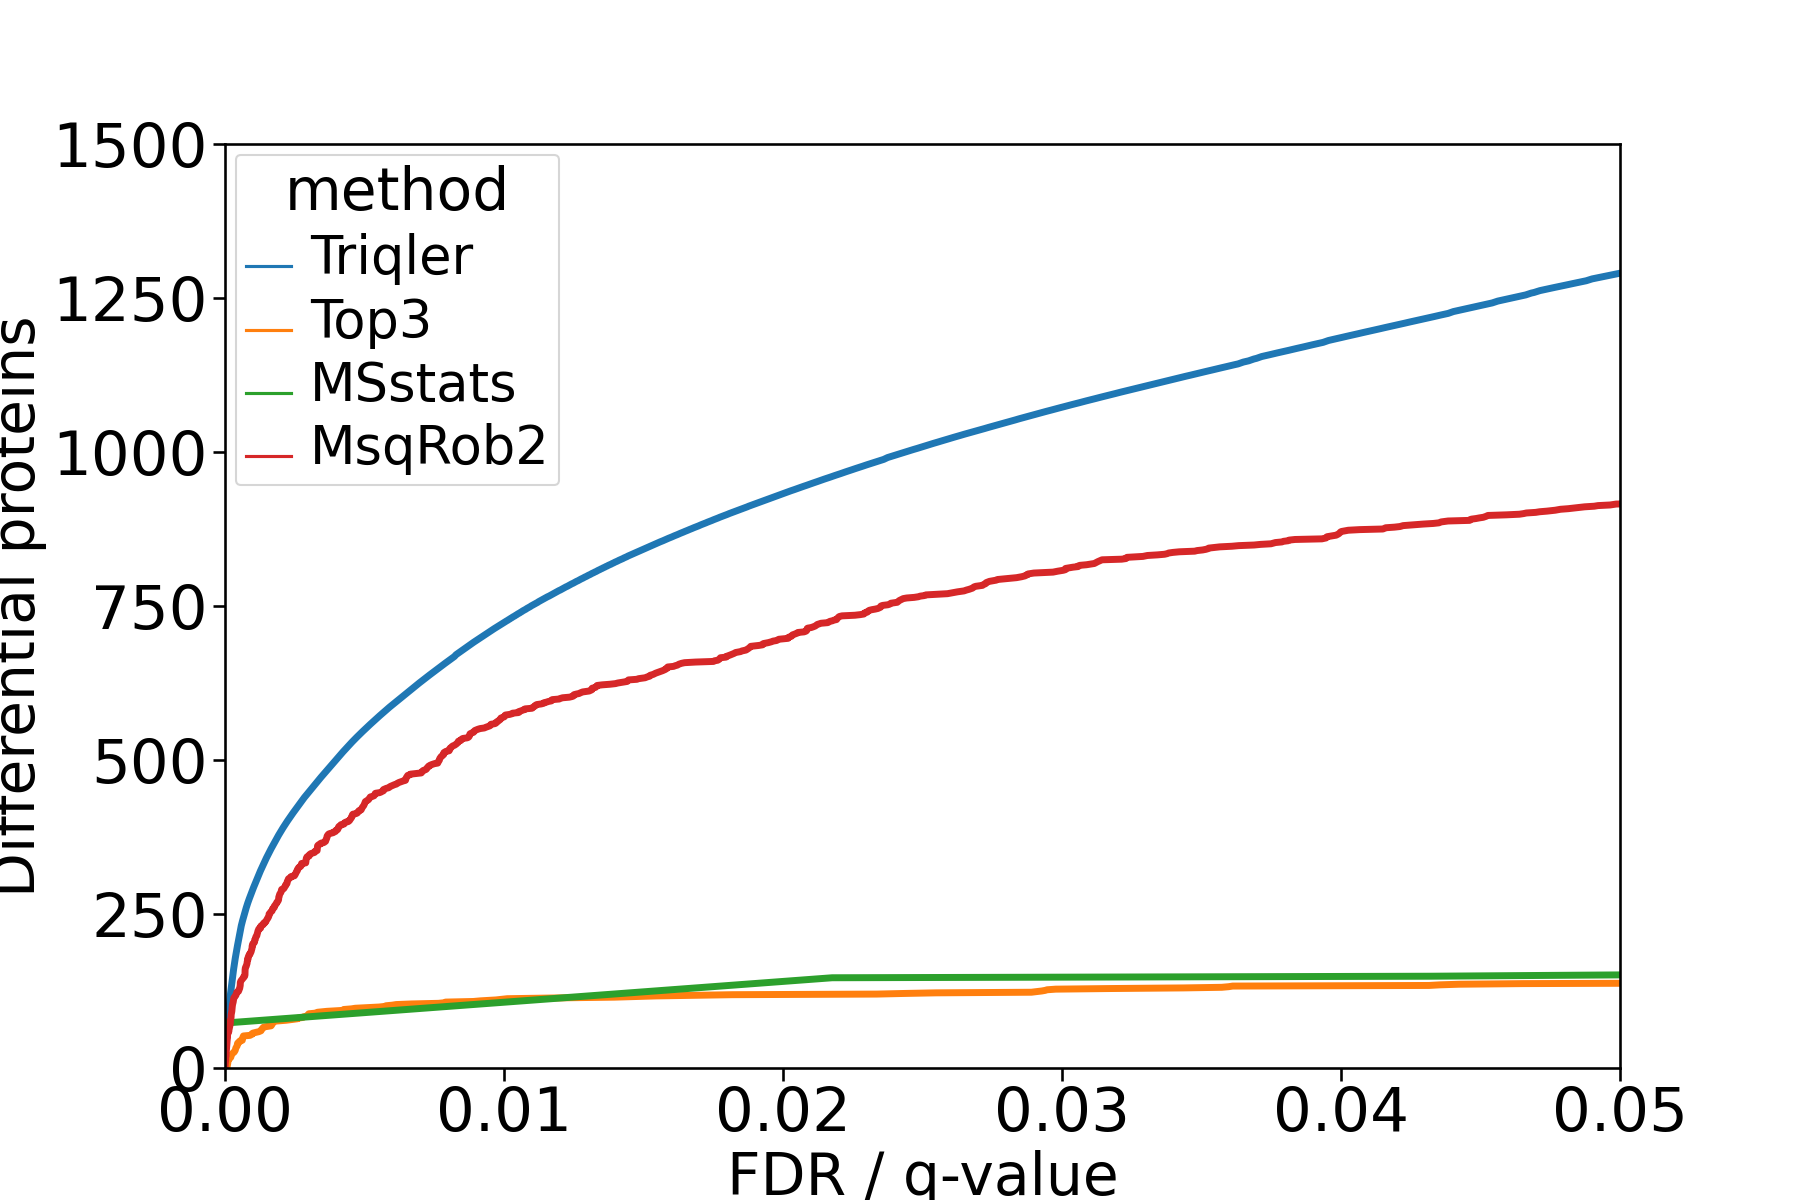 1500
1250
1000
750
500
250
0
Differential proteins
method
Triqler
Top3
MSstats
MsqRob2
0.00 0.01 0.02 0.03 0.04 0.05
FDR / q-value